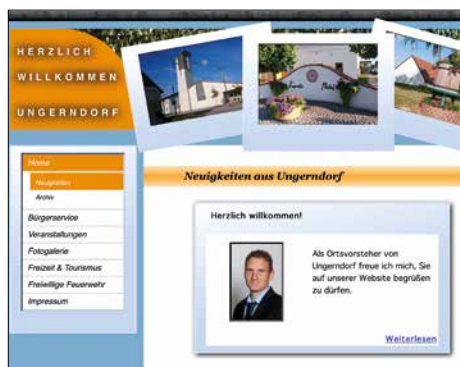 HERZLICH
WILLKOMMEN
UNGERNDORF
Home
Neuigkeiten
Archiv
Bürgerservice
Veranstaltungen
Fotogalerie
Freizeit & Tourismus
Freiwillige Feuerwehr
Impressum
Neuigkeiten aus Ungerndorf
Herzlich willkommen!
Als Ortsvorsteher von
Ungerndorf freue ich mich, Sie
auf unserer Website begrüßen
zu dürfen.
Weiterlesen